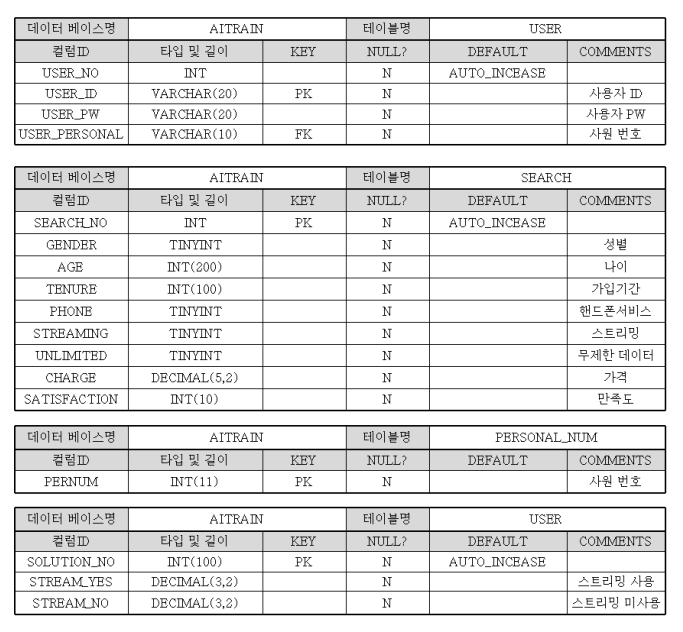 데이터 베이스명 AITRAIN 테이블명 USER
컬럼ID 타입 및 길이 KEY NULL? DEFAULT COMMENTS
USER_NO INT N AUTO_INCEASE
USER_ID VARCHAR(20) PK N 사용자 ID
USER_PW VARCHAR(20) N 사용자 PW
USER_PERSONAL VARCHAR(10) FK N 사원 번호
데이터 베이스명 AITRAIN 테이블명 SEARCH
컬럼ID 타입 및 길이 KEY NULL? DEFAULT COMMENTS
SEARCH_NO INT PK N AUTO_INCEASE
GENDER TINYINT N 성별
AGE INT(200) N 나이
TENURE INT(100) N 가입기간
PHONE TINYINT N 핸드폰서비스
STREAMING TINYINT N 스트리밍
UNLIMITED TINYINT N 무제한 데이터
CHARGE DECIMAL(5,2) N 가격
SATISFACTION INT(10) N 만족도
데이터 베이스명 AITRAIN 테이블명 PERSONAL_NUM
컬럼ID 타입 및 길이 KEY NULL? DEFAULT COMMENTS
PERNUM INT(11) PK N 사원 번호
데이터 베이스명 AITRAIN 테이블명 USER
컬럼ID 타입 및 길이 KEY NULL? DEFAULT COMMENTS
SOLUTION_NO INT(100) PK N AUTO_INCEASE
STREAM_YES DECIMAL(3,2) N 스트리밍 사용
STREAM_NO DECIMAL(3,2) N 스트리밍 미사용